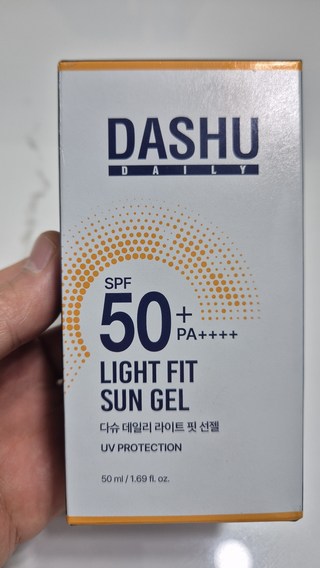 DASHU
DAILY
SPF
50+
PA++++
LIGHT FIT
SUN GEL
다슈 데일리 라이트 핏 선젤
UV PROTECTION
50 ml / 1.69 fl. oz.